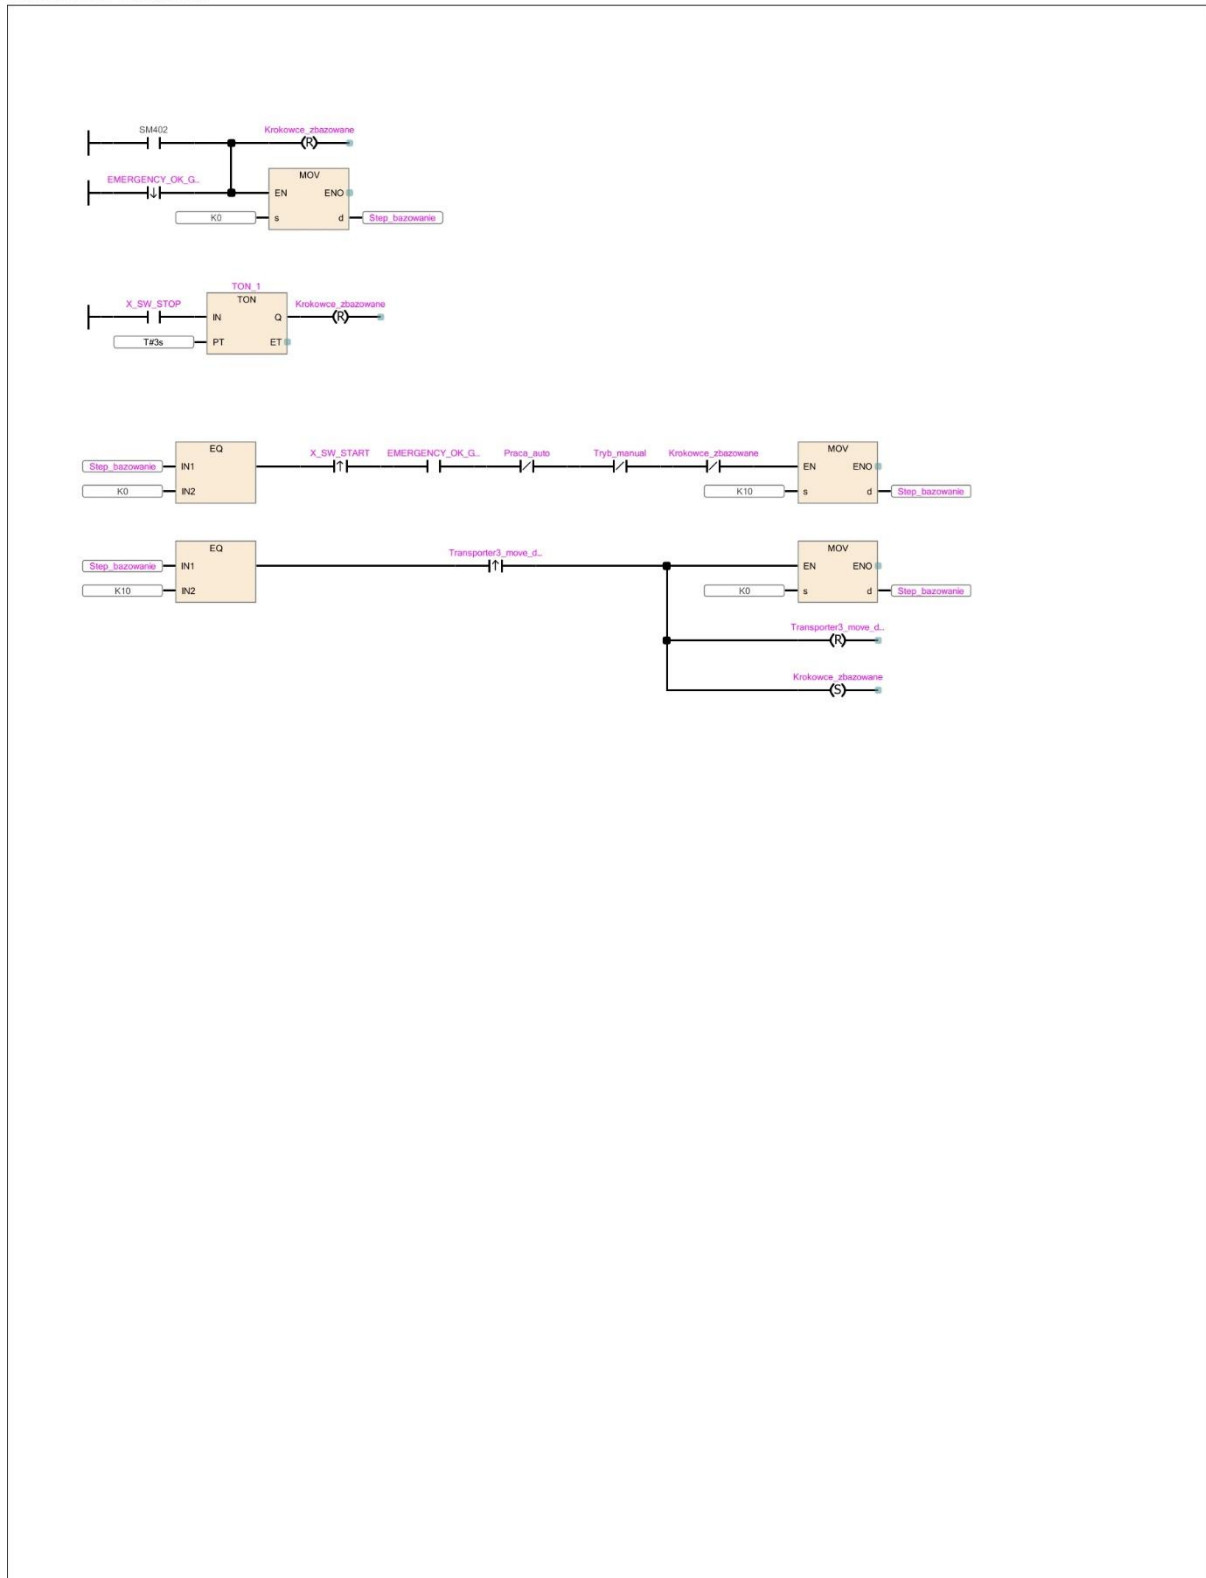 SM402 Krokowce_zbazowane
(R)
EMERGENCY_OK_G... MOV
EN ENO
K0 s d Step_bazowanie
TON_1
X_SW_STOP TON Krokowce_zbazowane
IN Q (R)
T#3s PT ET
EQ X_SW_START EMERGENCY_OK_G... Praca_auto Tryb_manual Krokowce_zbazowane MOV
Step_bazowanie IN1 EN ENO
K0 IN2 K10 s d Step_bazowanie
EQ Transporter3_move_d... MOV
Step_bazowanie IN1 EN ENO
K10 IN2 K0 s d Step_bazowanie
Transporter3_move_d...
(R)
Krokowce_zbazowane
(S)